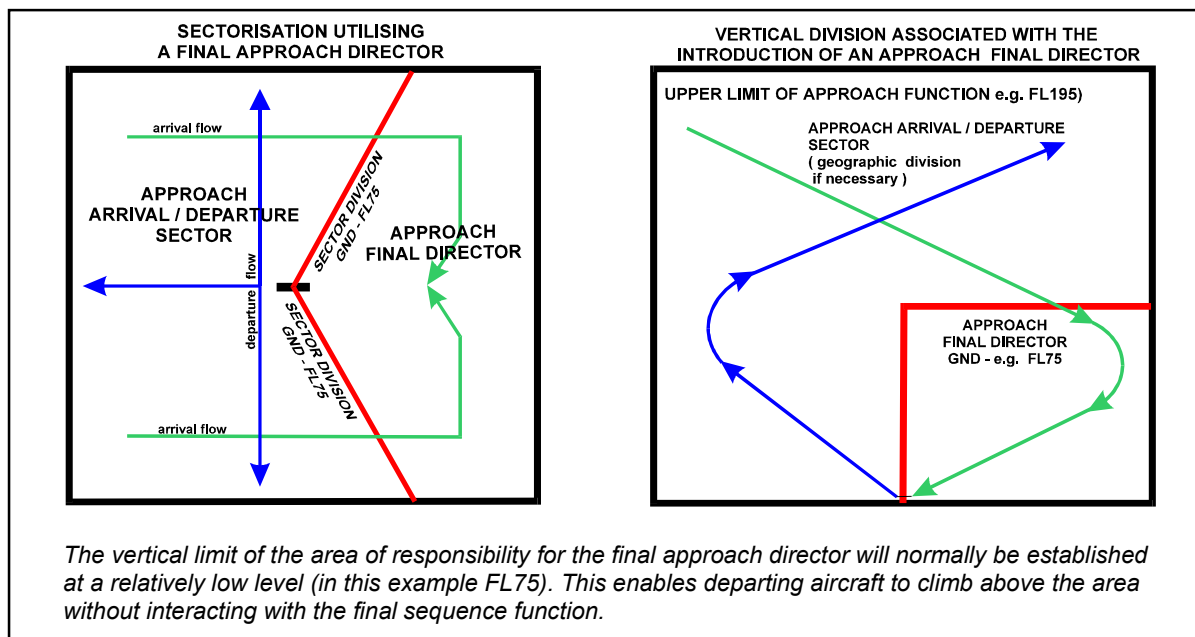 SECTORISATION UTILISING
A FINAL APPROACH DIRECTOR
arrival flow
APPROACH
ARRIVAL / DEPARTURE
SECTOR
SECTOR DIVISION
GND - FL75
APPROACH
FINAL DIRECTOR
departure flow
SECTOR DIVISION
GND - FL75
arrival flow
VERTICAL DIVISION ASSOCIATED WITH THE
INTRODUCTION OF AN APPROACH FINAL DIRECTOR
UPPER LIMIT OF APPROACH FUNCTION e.g. FL195)
APPROACH ARRIVAL / DEPARTURE
SECTOR
( geographic division
if necessary )
APPROACH
FINAL DIRECTOR
GND - e.g. FL75
The vertical limit of the area of responsibility for the final approach director will normally be established
at a relatively low level (in this example FL75). This enables departing aircraft to climb above the area
without interacting with the final sequence function.